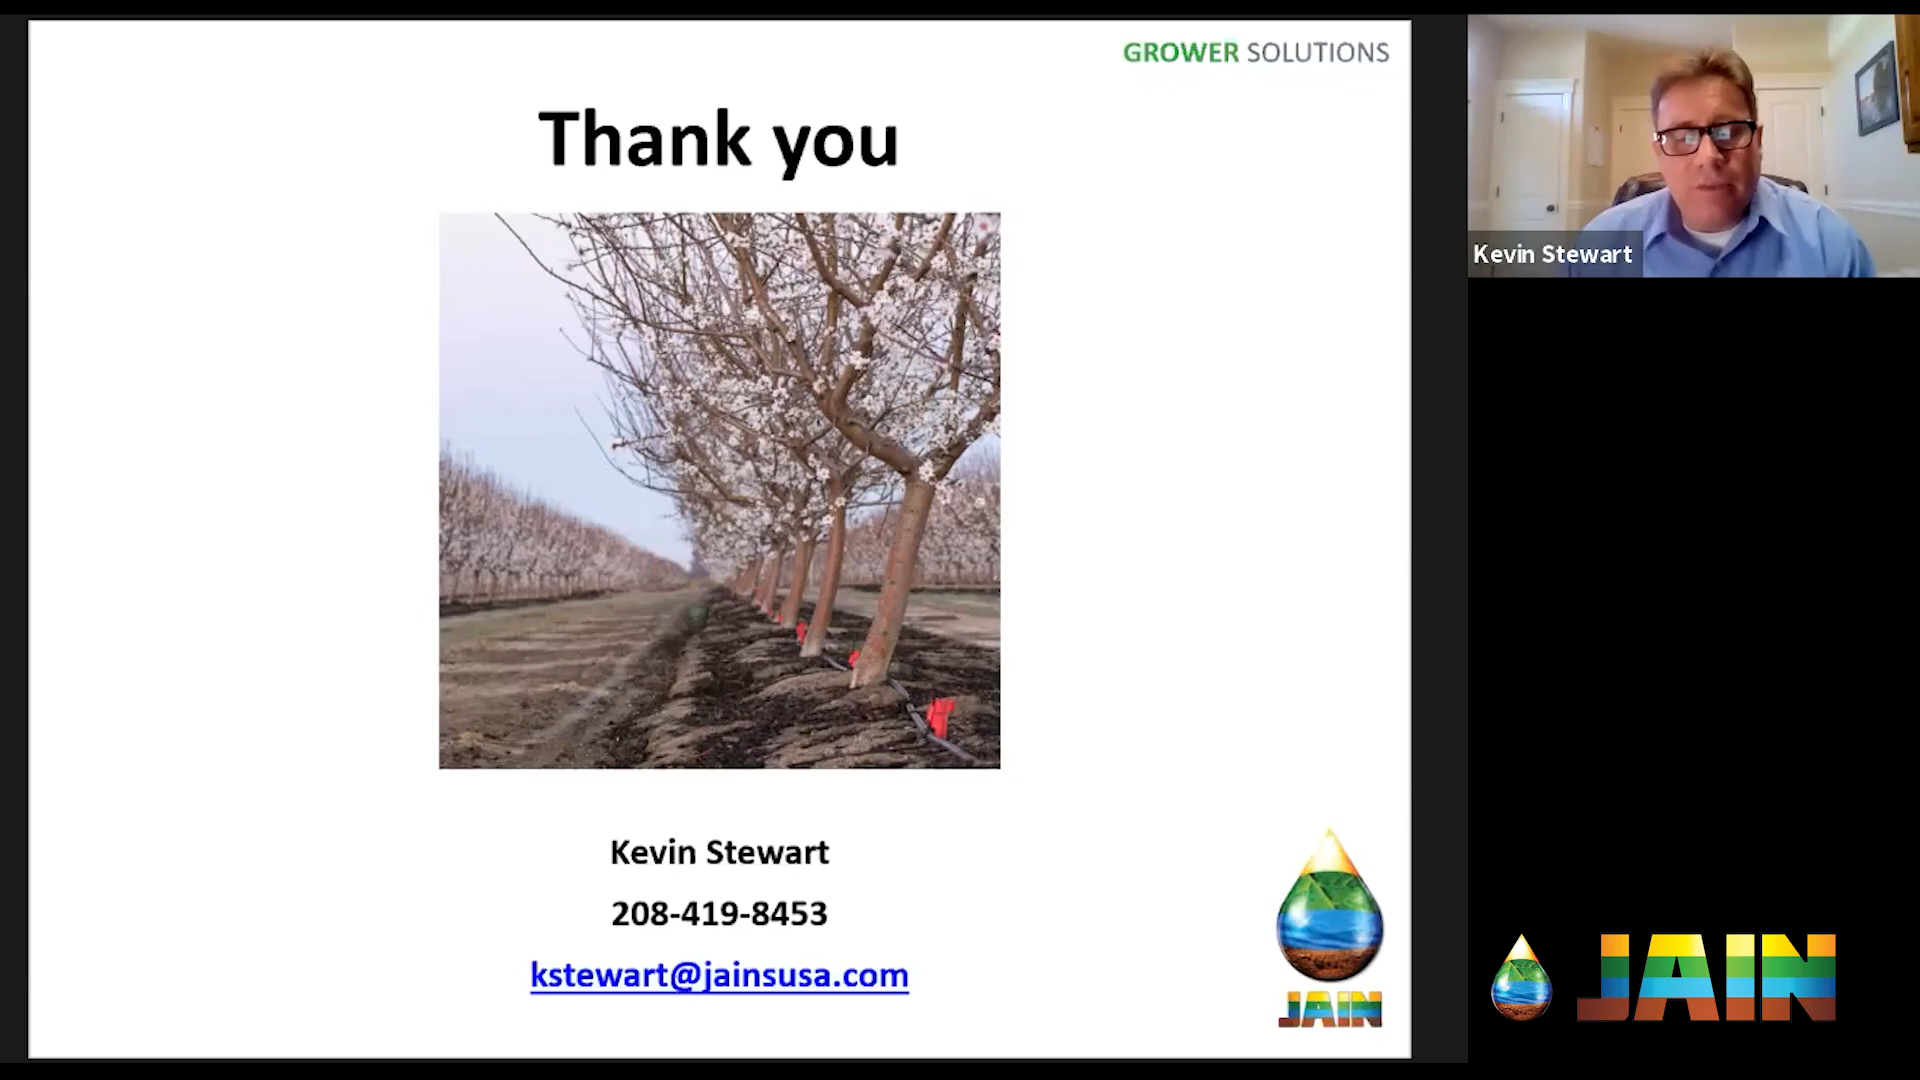 GROWER SOLUTIONS
Thank you
Kevin Stewart
208-419-8453
kstewart@jainsusa.com
JAIN
Kevin Stewart
JAIN